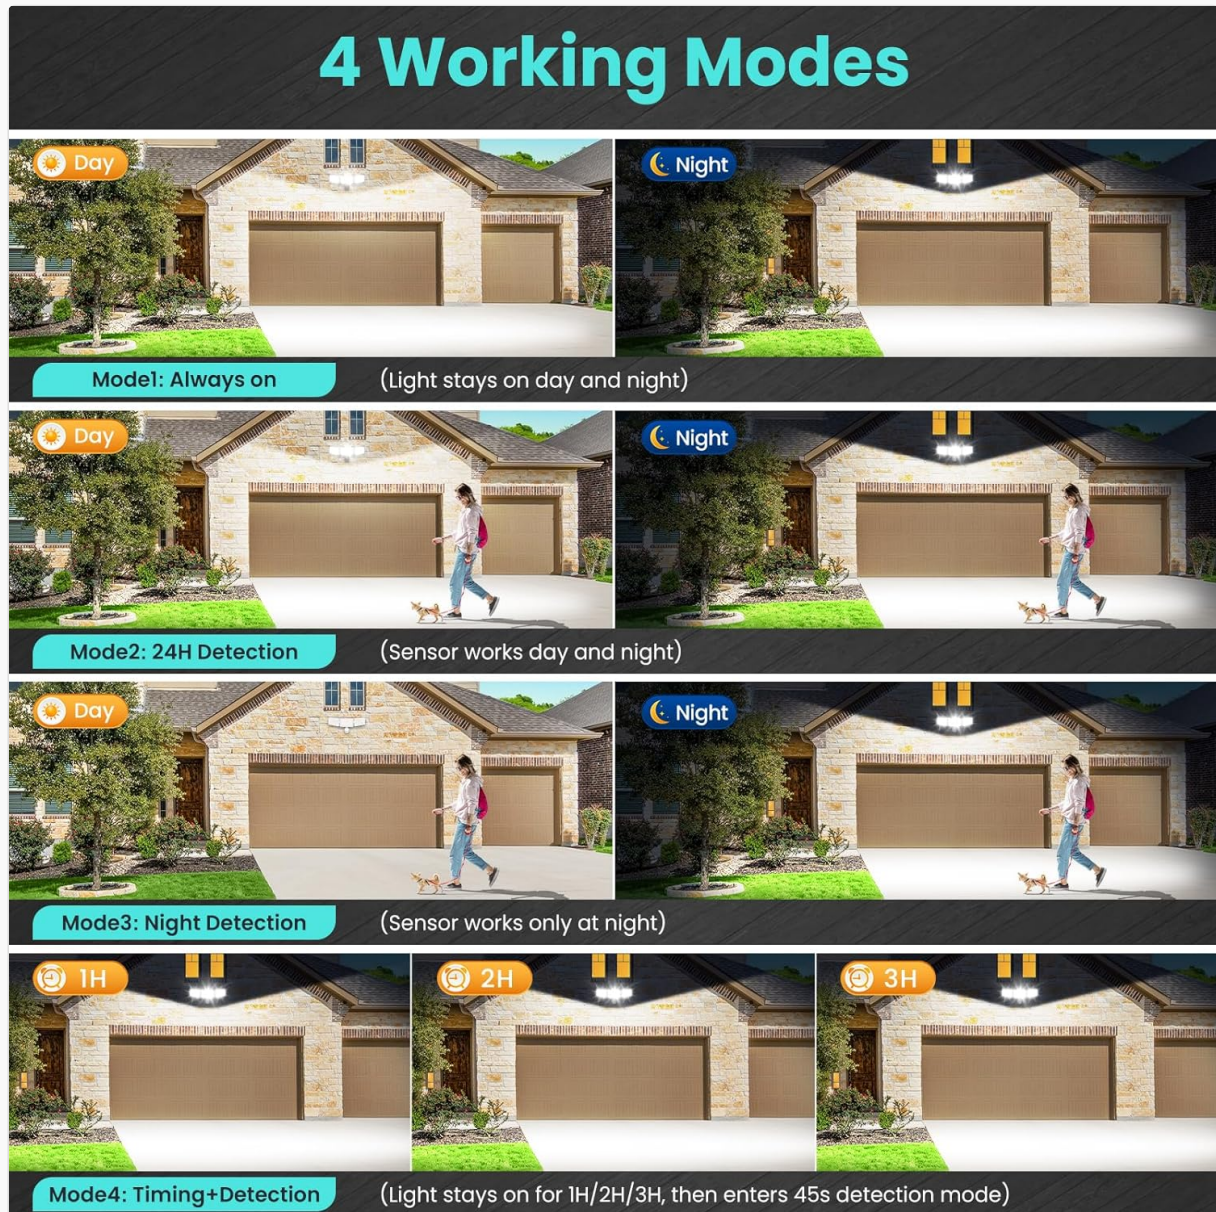 4 Working Modes
Day
Night
Mode1: Always on
(Light stays on day and night)
Day
Night
Mode2: 24H Detection
(Sensor works day and night)
Day
Night
Mode3: Night Detection
(Sensor works only at night)
1H
2H
3H
Mode4: Timing+Detection
(Light stays on for 1H/2H/3H, then enters 45s detection mode)